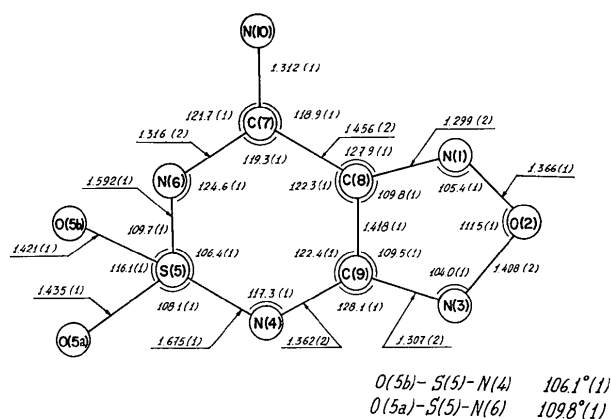 N(10)
1.312(1)
121.7(1) 118.9(1)
C(7)
1.316(2) 1.456(2) 1.299(2)
119.3(1) 127.9(1) N(1)
N(6) 124.6(1) 122.3(1) C(8) 109.8(1) 105.4(1) 1.366(1)
1.592(1)
O(5b) 109.7(1) 1.418(1) 111.5(1) O(2)
1.421(1) 106.4(1) 122.4(1) 109.5(1)
116.1(1) S(5) C(9) 104.0(1) 1.408(2)
1.435(1) 108.1(1) 117.3(1) 128.1(1) N(3)
N(4)
O(5a) 1.675(1) 1.362(2) 1.307(2)
O(5b)-S(5)-N(4) 106.1°(1)
O(5a)-S(5)-N(6) 109.8°(1)